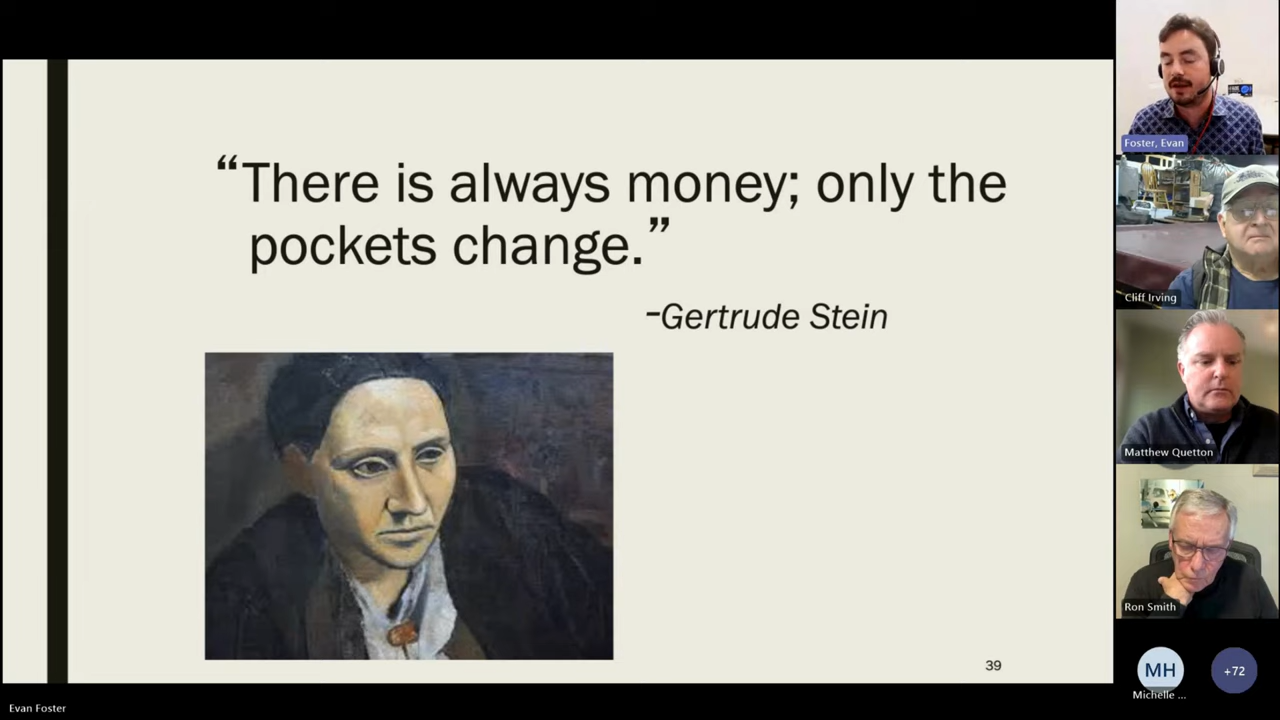 “There is always money; only the
pockets change.”
-Gertrude Stein
39
Foster, Evan
Cliff Irving
Matthew Quetton
Ron Smith
MH
Michelle ...
+72
Evan Foster